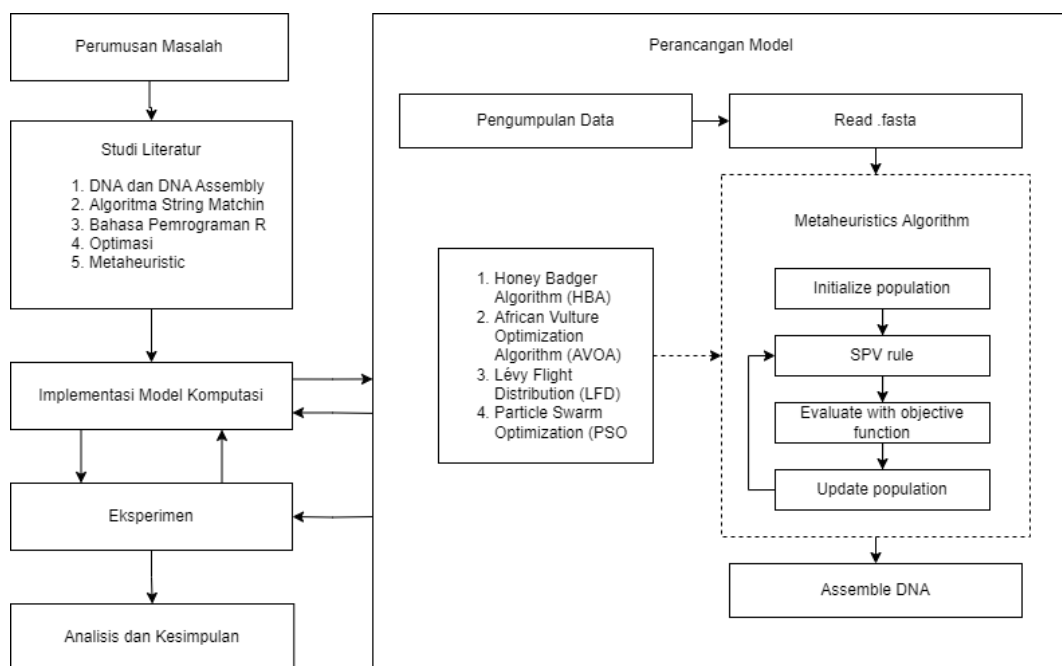 Perumusan Masalah
Studi Literatur
1. DNA dan DNA Assembly
2. Algoritma String Matchin
3. Bahasa Pemrograman R
4. Optimasi
5. Metaheuristic
Implementasi Model Komputasi
Eksperimen
Analisis dan Kesimpulan
Perancangan Model
Pengumpulan Data
Read .fasta
1. Honey Badger
Algorithm (HBA)
2. African Vulture
Optimization
Algorithm (AVOA)
3. Lévy Flight
Distribution (LFD)
4. Particle Swarm
Optimization (PSO
Metaheuristics Algorithm
Initialize population
SPV rule
Evaluate with objective
function
Update population
Assemble DNA